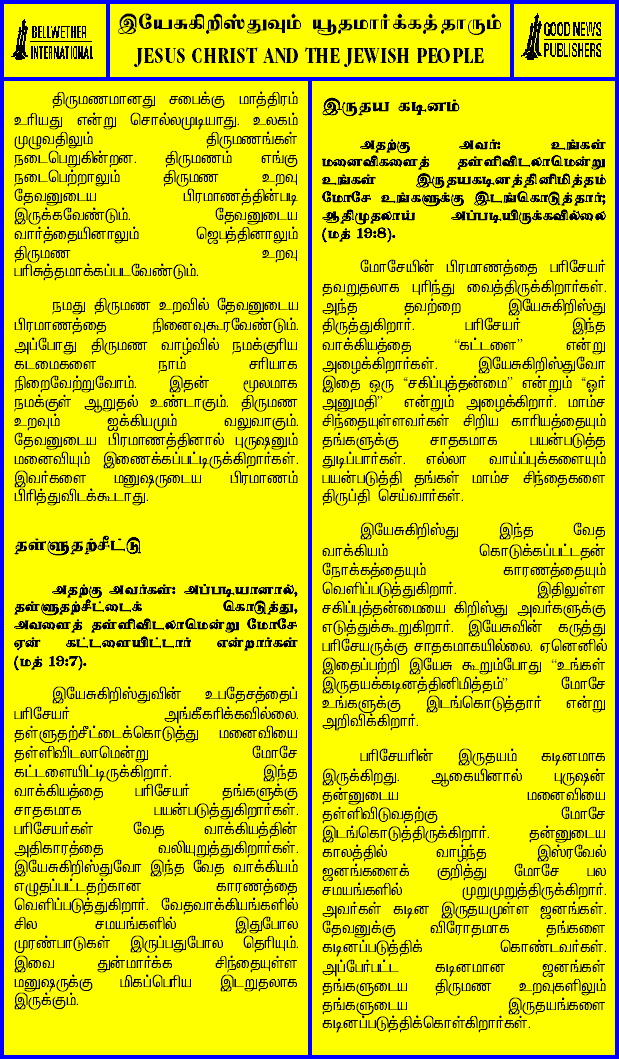 BELLWETHER
INTERNATIONAL
இயேசுகிறிஸ்துவும் யூதமார்க்கத்தாரும்
JESUS CHRIST AND THE JEWISH PEOPLE
GOOD NEWS
PUBLISHERS
திருமணமானது சபைக்கு மாத்திரம்
உரியது என்று சொல்லமுடியாது. உலகம்
முழுவதிலும் திருமணங்கள்
நடைபெறுகின்றன. திருமணம் எங்கு
நடைபெற்றாலும் திருமண உறவு
தேவனுடைய பிரமாணத்தின்படி
இருக்கவேண்டும். தேவனுடைய
வார்த்தையினாலும் ஜெபத்தினாலும்
திருமண உறவு
பரிசுத்தமாக்கப்படவேண்டும்.
நமது திருமண உறவில் தேவனுடைய
பிரமாணத்தை நினைவுகூரவேண்டும்.
அப்போது திருமண வாழ்வில் நமக்குரிய
கடமைகளை நாம் சரியாக
நிறைவேற்றுவோம். இதன் மூலமாக
நமக்குள் ஆறுதல் உண்டாகும். திருமண
உறவும் ஐக்கியமும் வலுவாகும்.
தேவனுடைய பிரமாணத்தினால் புருஷனும்
மனைவியும் இணைக்கப்பட்டிருக்கிறார்கள்.
இவர்களை மனுஷருடைய பிரமாணம்
பிரித்துவிடக்கூடாது.
தள்ளுதற்சீட்டு
அதற்கு அவர்கள்: அப்படியானால்,
தள்ளுதற்சீட்டைக் கொடுத்து,
அவளைத் தள்ளிவிடலாமென்று மோசே
ஏன் கட்டளையிட்டார் என்றார்கள்
(மத் 19:7).
இயேசுகிறிஸ்துவின் உபதேசத்தைப்
பரிசேயர் அங்கீகரிக்கவில்லை.
தள்ளுதற்சீட்டைக்கொடுத்து மனைவியை
தள்ளிவிடலாமென்று மோசே
கட்டளையிட்டிருக்கிறார். இந்த
வாக்கியத்தை பரிசேயர் தங்களுக்கு
சாதகமாக பயன்படுத்துகிறார்கள்.
பரிசேயர்கள் வேத வாக்கியத்தின்
அதிகாரத்தை வலியுறுத்துகிறார்கள்.
இயேசுகிறிஸ்துவோ இந்த வேத வாக்கியம்
எழுதப்பட்டதற்கான காரணத்தை
வெளிப்படுத்துகிறார். வேதவாக்கியங்களில்
சில சமயங்களில் இதுபோல
முரண்பாடுகள் இருப்பதுபோல தெரியும்.
இவை துன்மார்க்க சிந்தையுள்ள
மனுஷருக்கு மிகப்பெரிய இடறுதலாக
இருக்கும்.
இருதய கடினம்
அதற்கு அவர்: உங்கள்
மனைவிகளைத் தள்ளிவிடலாமென்று
உங்கள் இருதயகடினத்தினிமித்தம்
மோசே உங்களுக்கு இடங்கொடுத்தார்;
ஆதிமுதலாய் அப்படியிருக்கவில்லை
(மத் 19:8).
மோசேயின் பிரமாணத்தை பரிசேயர்
தவறுதலாக புரிந்து வைத்திருக்கிறார்கள்.
அந்த தவற்றை இயேசுகிறிஸ்து
திருத்துகிறார். பரிசேயர் இந்த
வாக்கியத்தை “கட்டளை” என்று
அழைக்கிறார்கள். இயேசுகிறிஸ்துவோ
இதை ஒரு “சகிப்புத்தன்மை” என்றும் “ஓர்
அனுமதி” என்றும் அழைக்கிறார். மாம்ச
சிந்தையுள்ளவர்கள் சிறிய காரியத்தையும்
தங்களுக்கு சாதகமாக பயன்படுத்த
துடிப்பார்கள். எல்லா வாய்ப்புக்களையும்
பயன்படுத்தி தங்கள் மாம்ச சிந்தைகளை
திருப்தி செய்வார்கள்.
இயேசுகிறிஸ்து இந்த வேத
வாக்கியம் கொடுக்கப்பட்டதன்
நோக்கத்தையும் காரணத்தையும்
வெளிப்படுத்துகிறார். இதிலுள்ள
சகிப்புத்தன்மையை கிறிஸ்து அவர்களுக்கு
எடுத்துக்கூறுகிறார். இயேசுவின் கருத்து
பரிசேயருக்கு சாதகமாகயில்லை. ஏனெனில்
இதைப்பற்றி இயேசு கூறும்போது “உங்கள்
இருதயக்கடினத்தினிமித்தம்” மோசே
உங்களுக்கு இடங்கொடுத்தார் என்று
அறிவிக்கிறார்.
பரிசேயரின் இருதயம் கடினமாக
இருக்கிறது. ஆகையினால் புருஷன்
தன்னுடைய மனைவியை
தள்ளிவிடுவதற்கு மோசே
இடங்கொடுத்திருக்கிறார். தன்னுடைய
காலத்தில் வாழ்ந்த இஸ்ரவேல்
ஜனங்களைக் குறித்து மோசே பல
சமயங்களில் முறுமுறுத்திருக்கிறார்.
அவர்கள் கடின இருதயமுள்ள ஜனங்கள்.
தேவனுக்கு விரோதமாக தங்களை
கடினப்படுத்திக் கொண்டவர்கள்.
அப்பேர்பட்ட கடினமான ஜனங்கள்
தங்களுடைய திருமண உறவுகளிலும்
தங்களுடைய இருதயங்களை
கடினப்படுத்திக்கொள்கிறார்கள்.